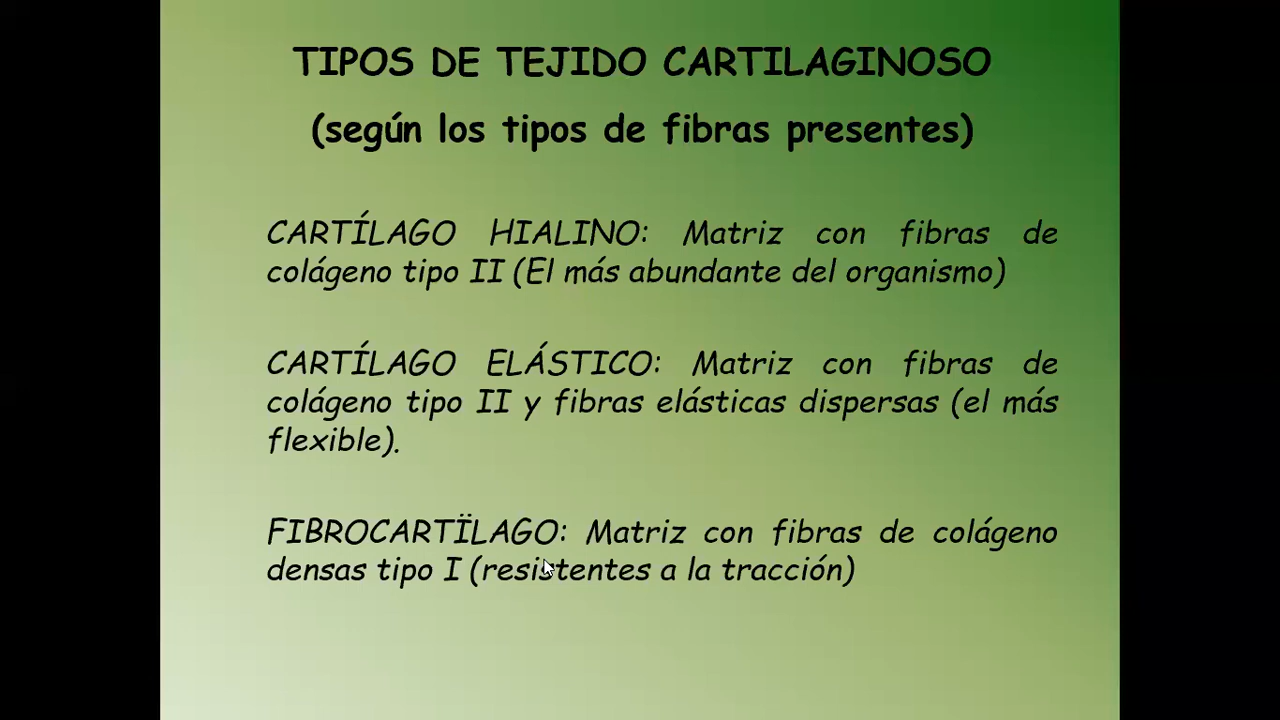 TIPOS DE TEJIDO CARTILAGINOSO
(según los tipos de fibras presentes)
CARTÍLAGO HIALINO: Matriz con fibras de
colágeno tipo II (El más abundante del organismo)
CARTÍLAGO ELÁSTICO: Matriz con fibras de
colágeno tipo II y fibras elásticas dispersas (el más
flexible).
FIBROCARTÏLAGO: Matriz con fibras de colágeno
densas tipo I (resistentes a la tracción)